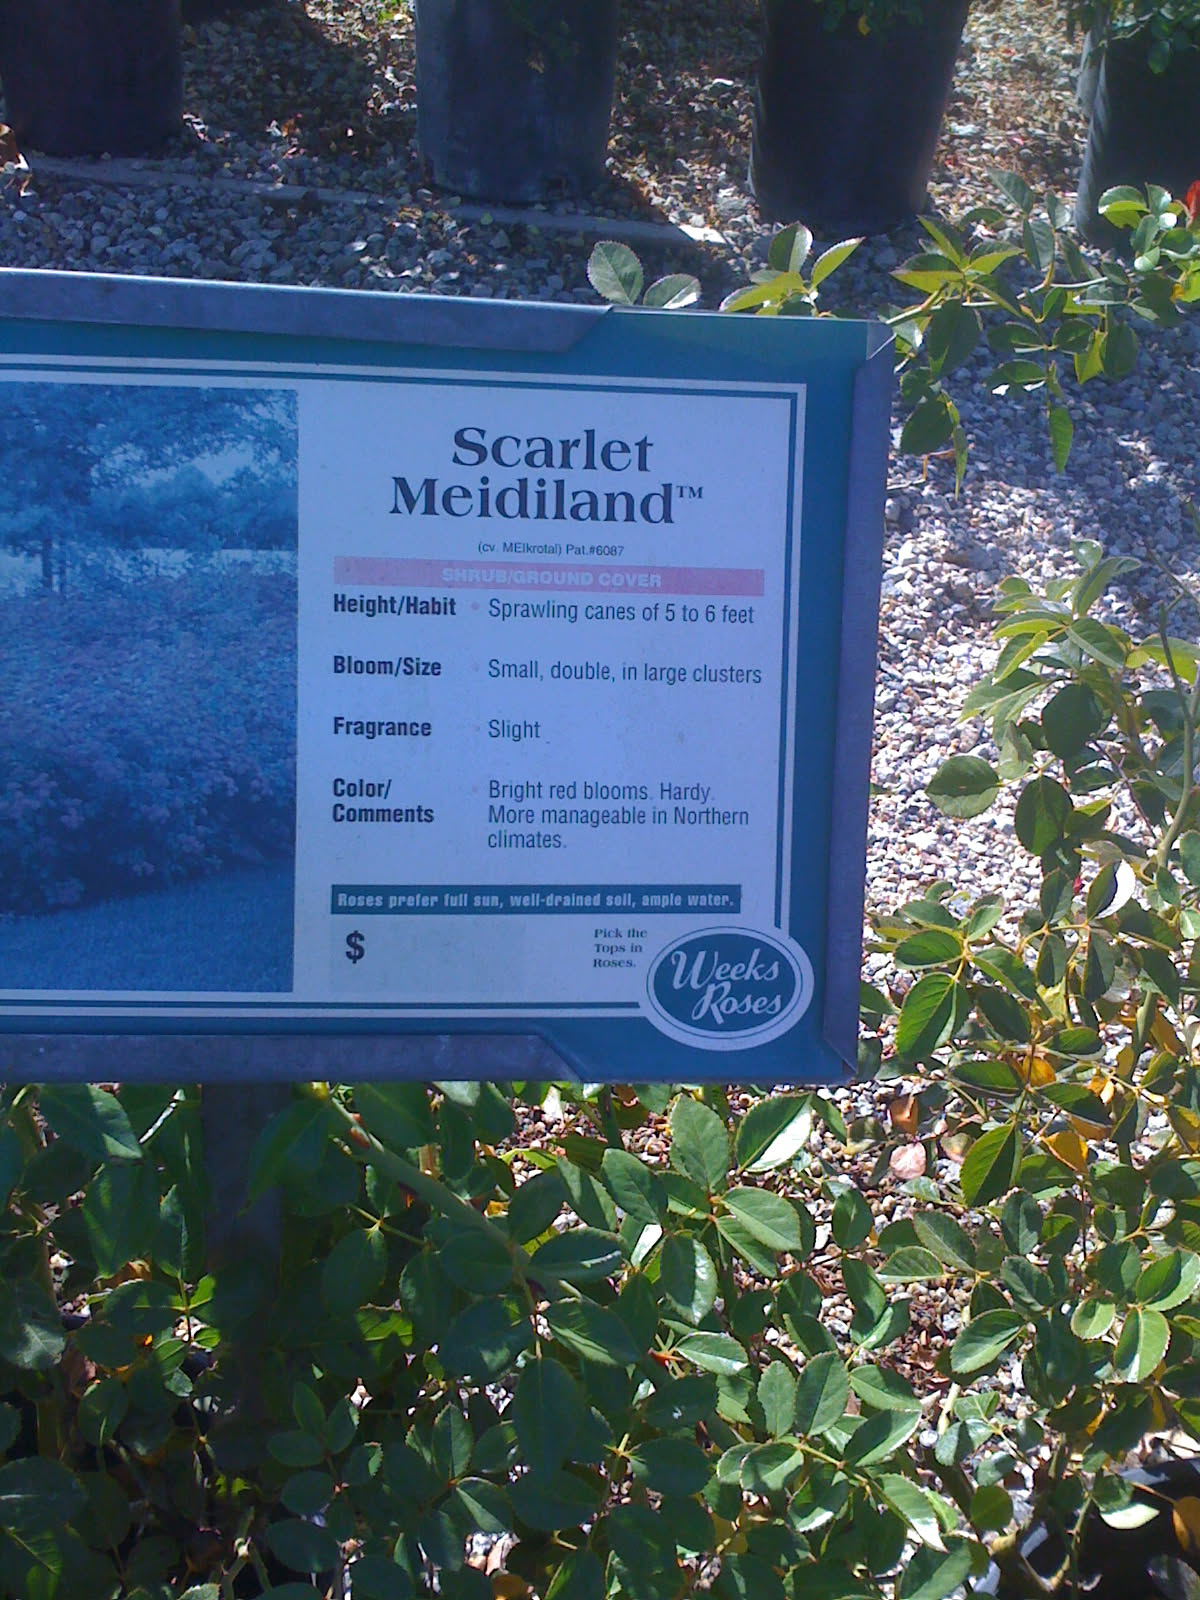 Scarlet
Meidiland™
(cv. MEIkrotal) Pat.#6087
SHRUB/GROUND COVER
Height/Habit • Sprawling canes of 5 to 6 feet
Bloom/Size • Small, double, in large clusters
Fragrance • Slight
Color/
Comments • Bright red blooms. Hardy.
More manageable in Northern
climates.
Roses prefer full sun, well-drained soil, ample water.
$
Pick the
Tops in
Roses.
Weeks
Roses